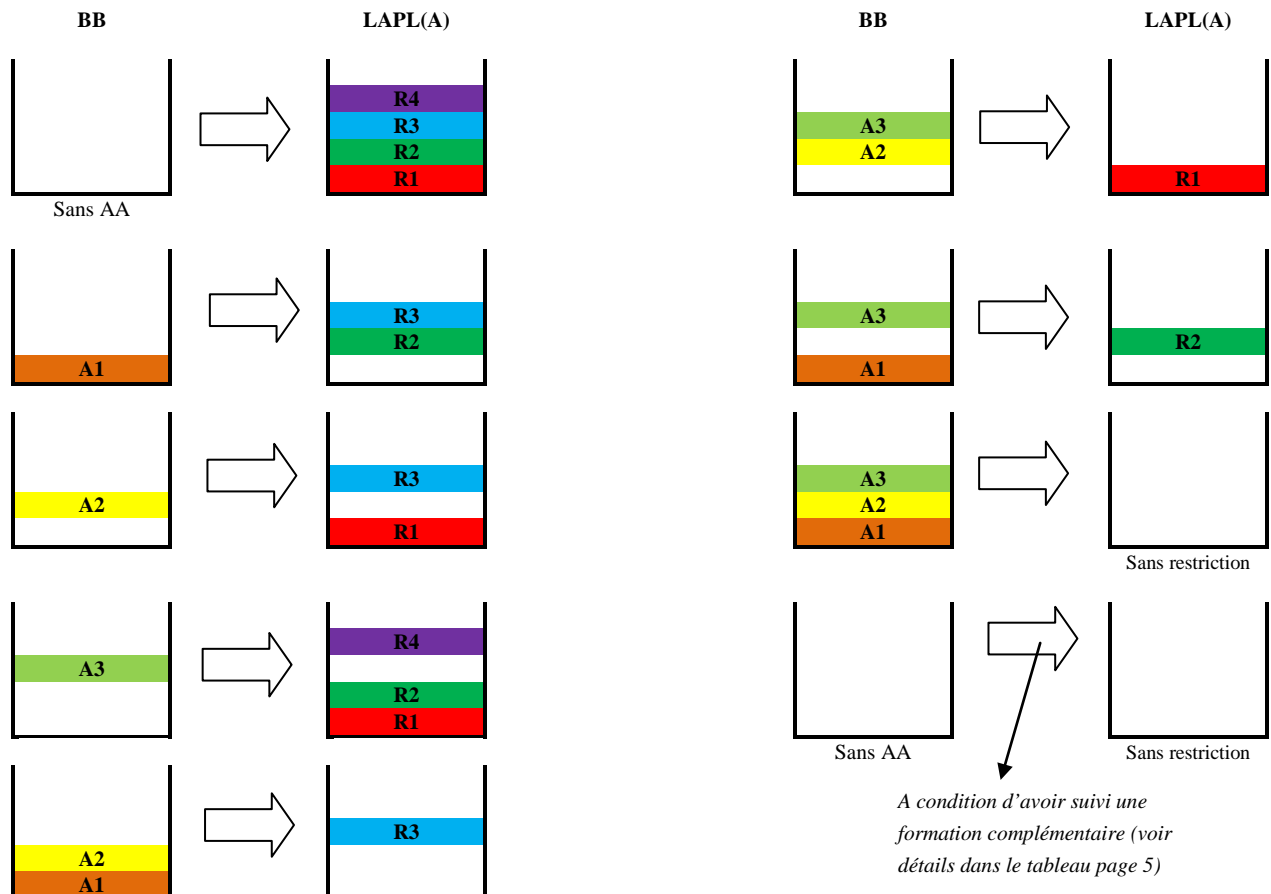 BB
LAPL(A)
R4
R3
R2
R1
Sans AA
R3
R2
A1
R3
A2
R1
R4
A3
R2
R1
R3
A2
A1
BB
LAPL(A)
A3
A2
R1
A3
R2
A1
A3
A2
A1
Sans restriction
Sans AA
Sans restriction
A condition d'avoir suivi une
formation complémentaire (voir
détails dans le tableau page 5)